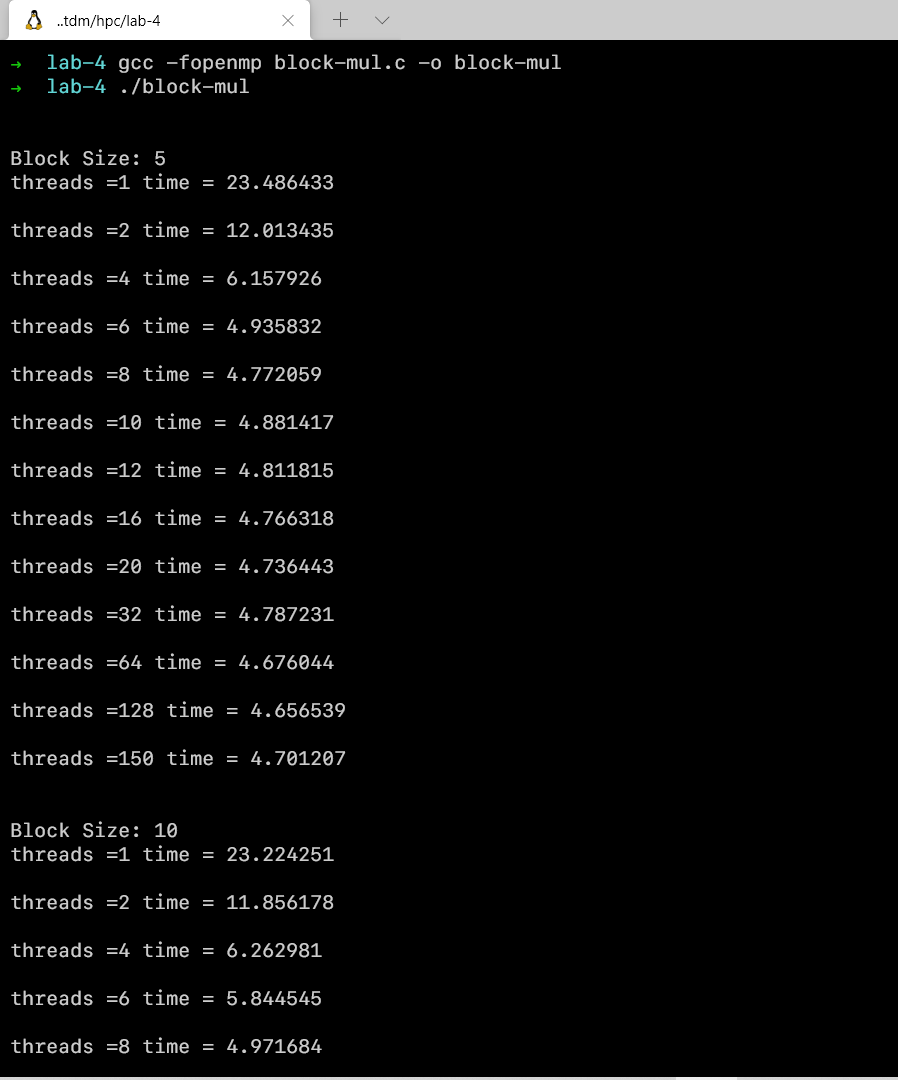 ..tdm/hpc/lab-4
→ lab-4 gcc -fopenmp block-mul.c -o block-mul
→ lab-4 ./block-mul
Block Size: 5
threads =1 time = 23.486433
threads =2 time = 12.013435
threads =4 time = 6.157926
threads =6 time = 4.935832
threads =8 time = 4.772059
threads =10 time = 4.881417
threads =12 time = 4.811815
threads =16 time = 4.766318
threads =20 time = 4.736443
threads =32 time = 4.787231
threads =64 time = 4.676044
threads =128 time = 4.656539
threads =150 time = 4.701207
Block Size: 10
threads =1 time = 23.224251
threads =2 time = 11.856178
threads =4 time = 6.262981
threads =6 time = 5.844545
threads =8 time = 4.971684